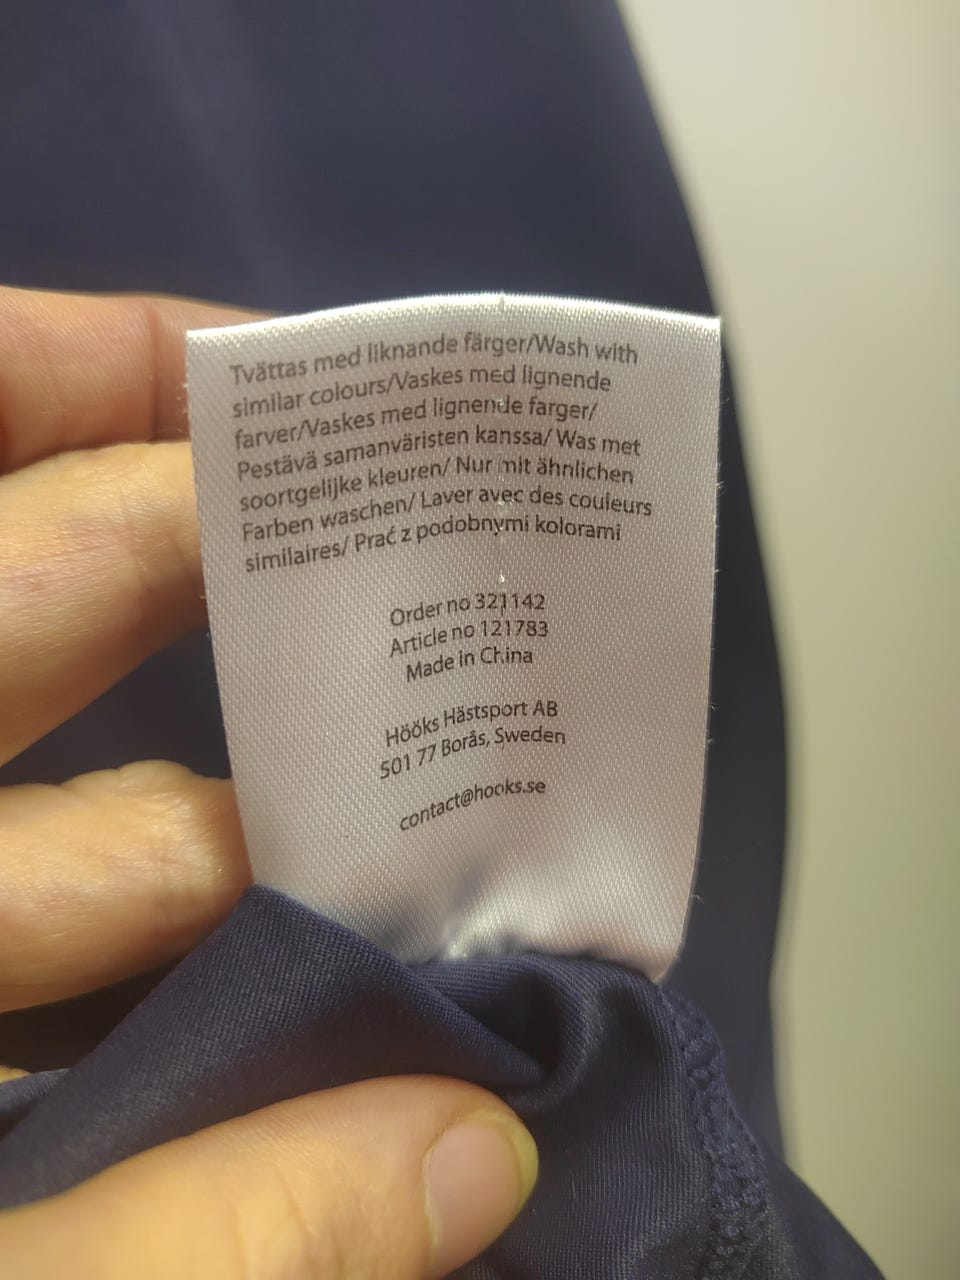 Tvättas med liknande färger/Wash with
similar colours/Vaskes med lignende
farver/Vaskes med lignende farger/
Pestävä samanväristen kanssa/ Was met
soortgelijke kleuren/ Nur mit ähnlichen
Farben waschen/ Laver avec des couleurs
similaires/ Prać z podobnymi kolorami
Order no 321142
Article no 121783
Made in China
Hööks Hästsport AB
501 77 Borås, Sweden
contact@hooks.se